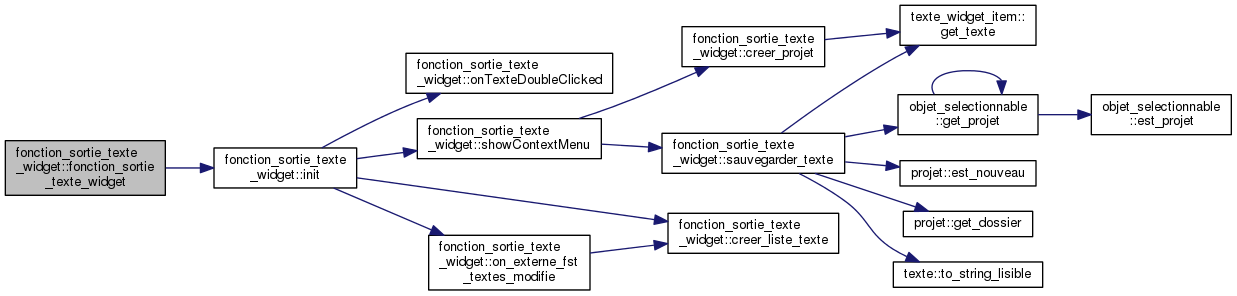 fonction_sortie_texte
_widget::fonction_sortie
_texte_widget
fonction_sortie_texte
_widget::init
fonction_sortie_texte
_widget::onTexteDoubleClicked
fonction_sortie_texte
_widget::showContextMenu
fonction_sortie_texte
_widget::on_externe_fst
_textes_modifie
fonction_sortie_texte
_widget::creer_projet
fonction_sortie_texte
_widget::sauvegarder_texte
fonction_sortie_texte
_widget::creer_liste_texte
texte_widget_item::
get_texte
objet_selectionnable
::get_projet
projet::est_nouveau
projet::get_dossier
texte::to_string_lisible
objet_selectionnable
::est_projet